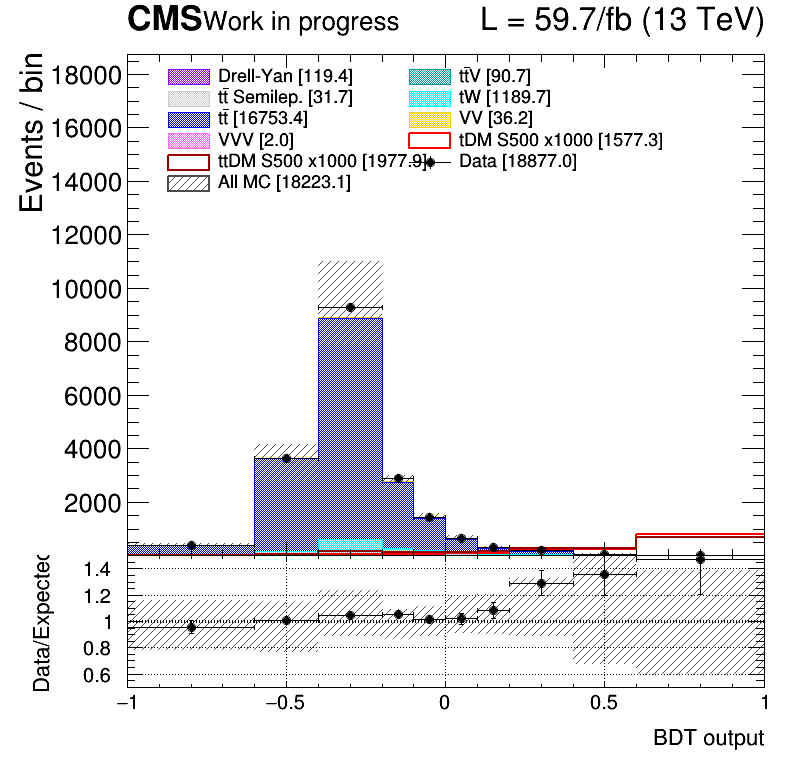 CMS Work in progress L = 59.7/fb (13 TeV)
Events / bin
18000
16000
14000
12000
10000
8000
6000
4000
2000
Drell-Yan [119.4]
tt̄ Semilep. [31.7]
tt̄ [16753.4]
VVV [2.0]
ttDM S500 x1000 [1977.9]
All MC [18223.1]
tt̄V [90.7]
tW [1189.7]
VV [36.2]
tDM S500 x1000 [1577.3]
Data [18877.0]
Data/Expected
1.4
1.2
1
0.8
0.6
−1 −0.5 0 0.5 1
BDT output